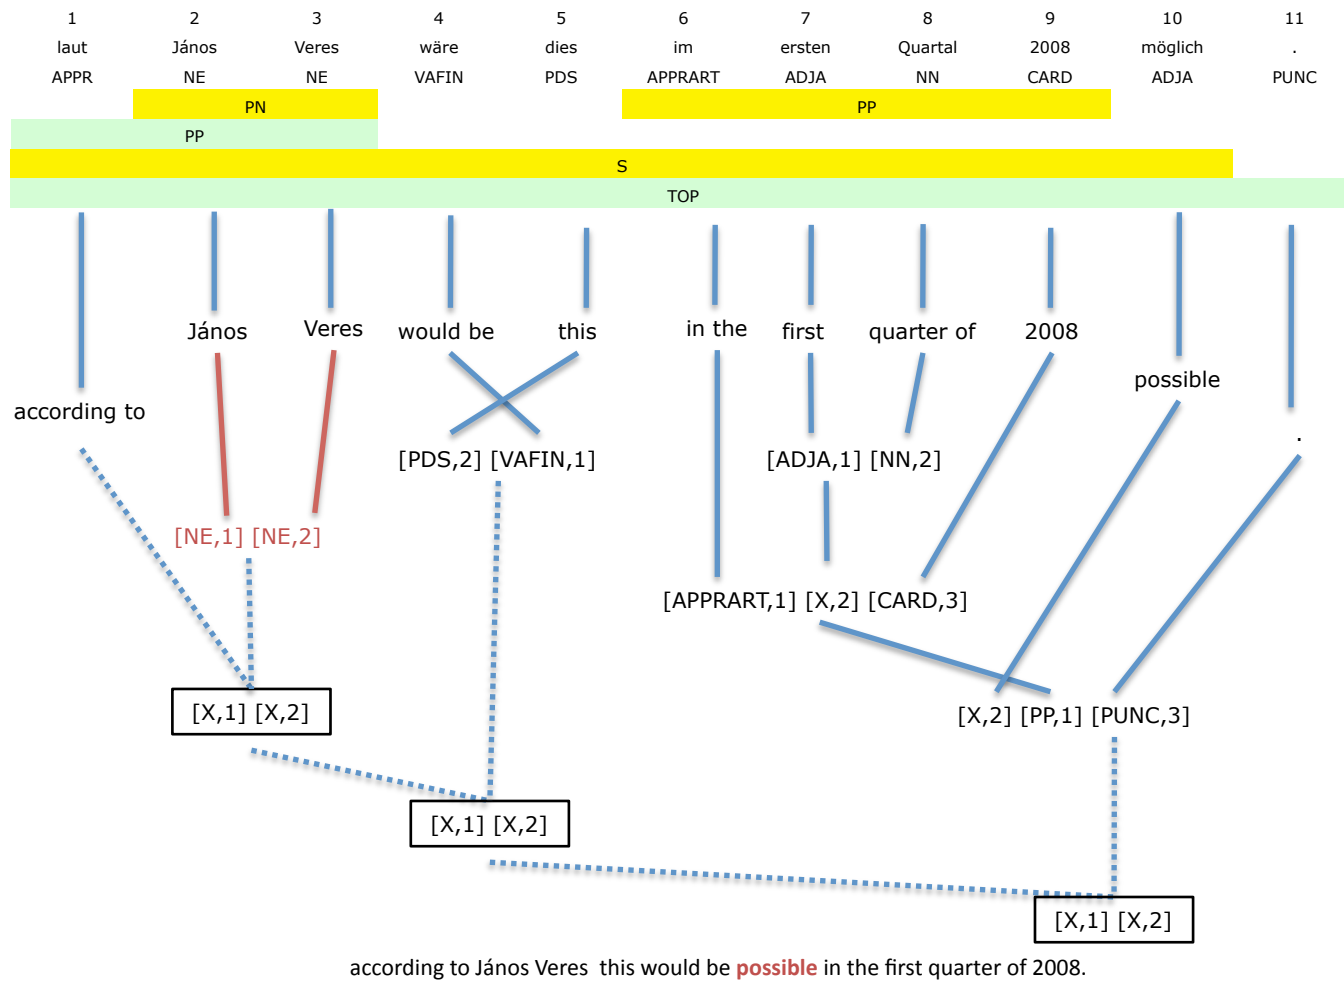 1 2 3 4 5 6 7 8 9 10 11
laut János Veres wäre dies im ersten Quartal 2008 möglich .
APPR NE NE VAFIN PDS APPRART ADJA NN CARD ADJA PUNC
PN PP
PP
S
TOP
János Veres would be this in the first quarter of 2008
possible
according to
.
[PDS,2] [VAFIN,1] [ADJA,1] [NN,2]
[NE,1] [NE,2]
[APPRART,1] [X,2] [CARD,3]
[X,1] [X,2] [X,2] [PP,1] [PUNC,3]
[X,1] [X,2]
[X,1] [X,2]
according to János Veres this would be possible in the first quarter of 2008.